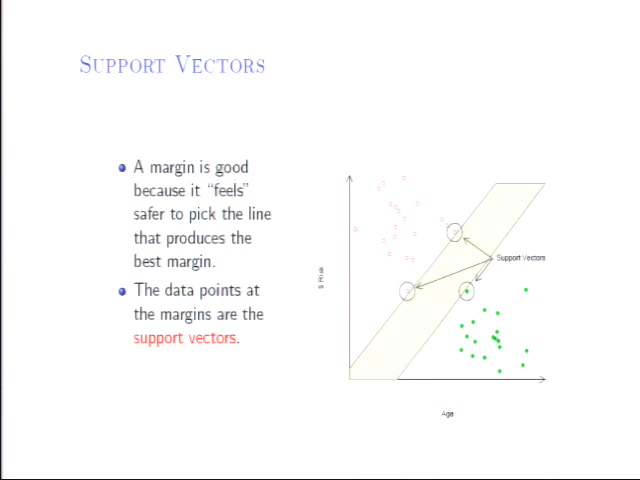 SUPPORT VECTORS
A margin is good
because it “feels”
safer to pick the line
that produces the
best margin.
The data points at
the margins are the
support vectors.
$ Risk
Support Vectors
Age